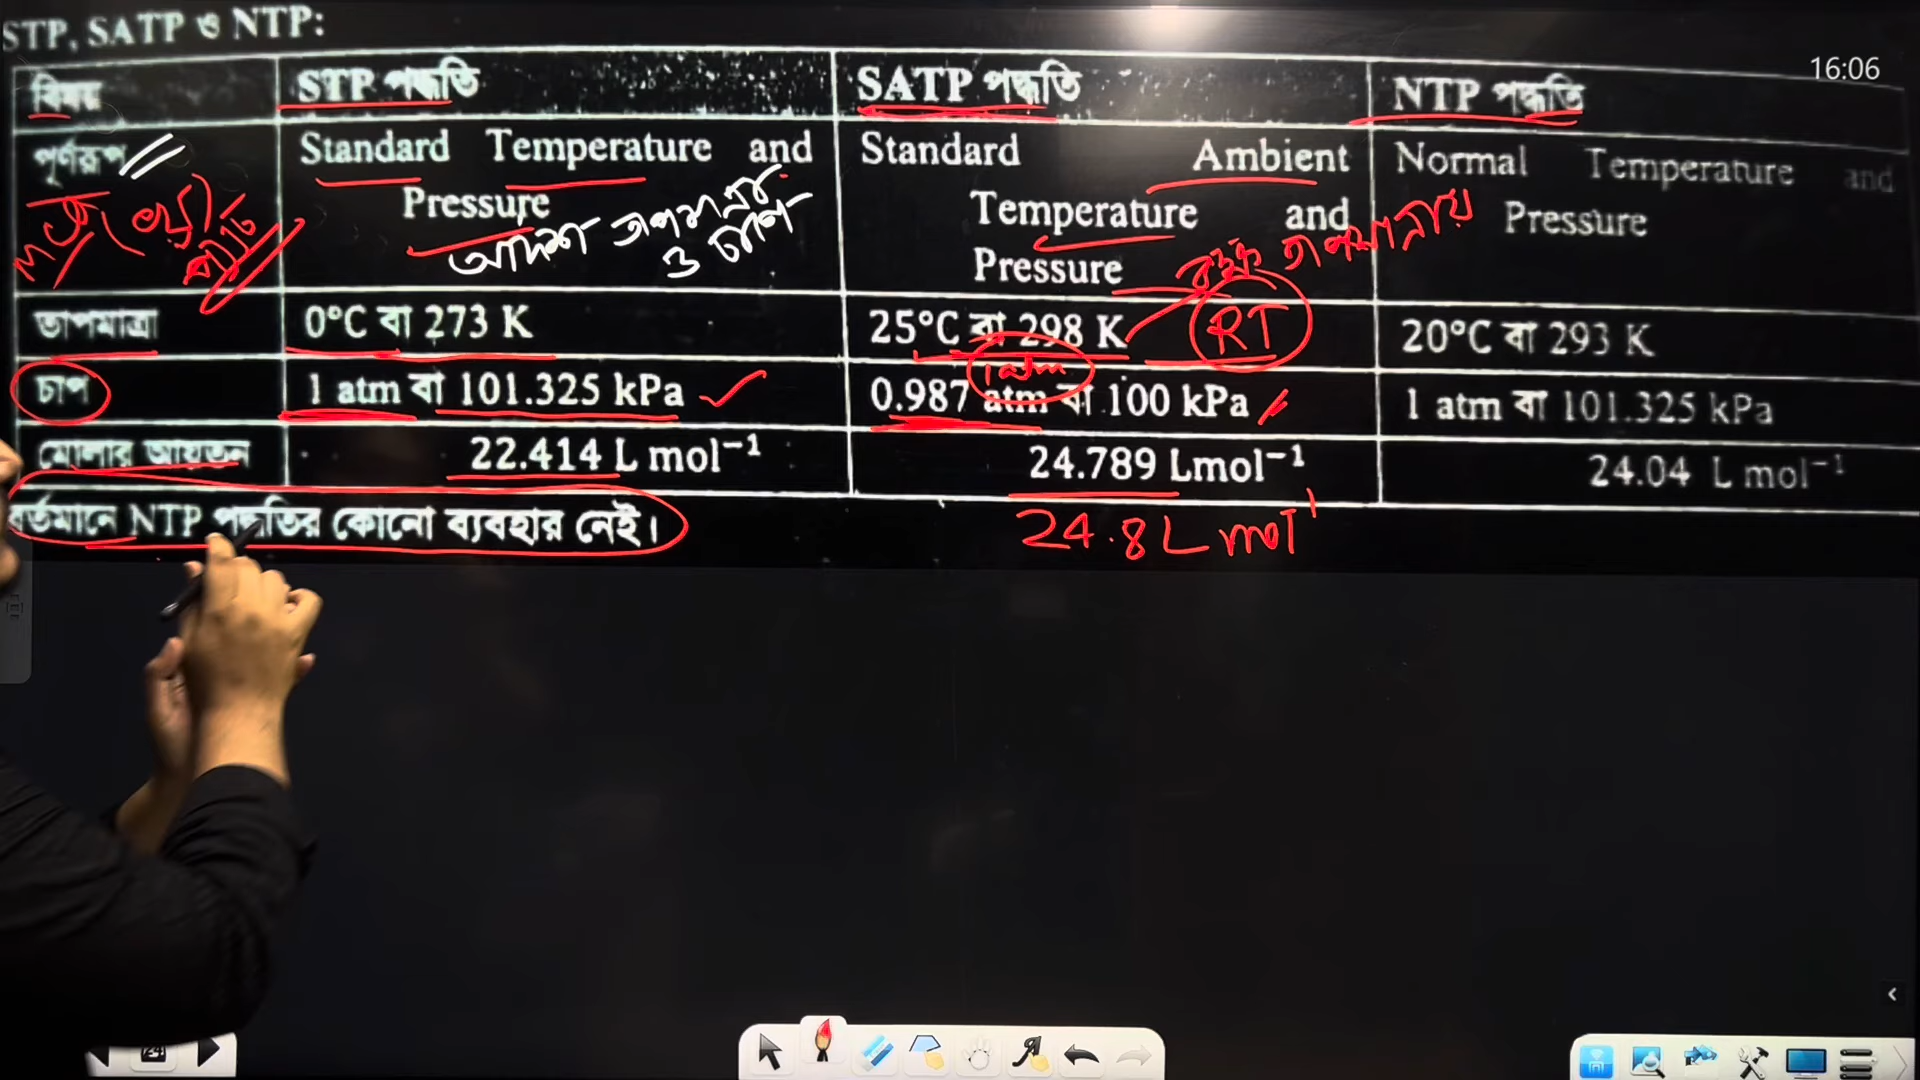 STP, SATP ও NTP:
16:06
বিষয় STP পদ্ধতি SATP পদ্ধতি NTP পদ্ধতি
পূর্ণরূপ Standard Temperature and Standard Ambient Normal Temperature and
Pressure Temperature and Pressure
Pressure
আদর্শ তাপমাত্রা
ও চাপ
কক্ষ তাপমাত্রায়
তাপমাত্রা 0°C বা 273 K 25°C বা 298 K RT 20°C বা 293 K
1 atm
চাপ 1 atm বা 101.325 kPa 0.987 atm বা 100 kPa 1 atm বা 101.325 kPa
মোলার আয়তন 22.414 L mol⁻¹ 24.789 Lmol⁻¹ 24.04 L mol⁻¹
বর্তমানে NTP পদ্ধতির কোনো ব্যবহার নেই।
24.8 L mol⁻¹
24